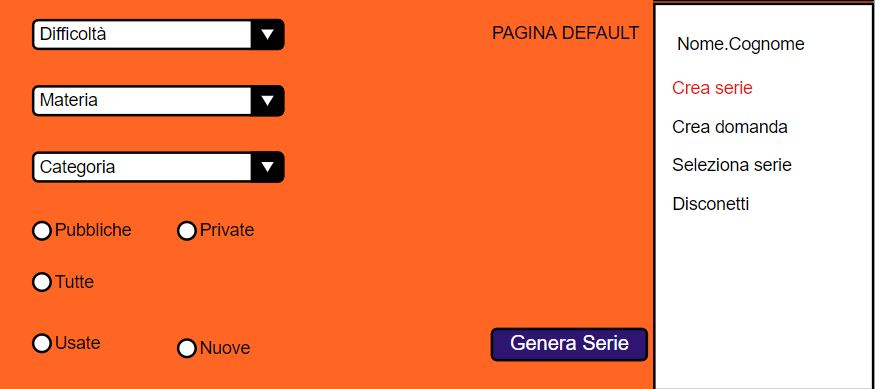 Difficoltà
PAGINA DEFAULT
Materia
Categoria
Pubbliche
Private
Tutte
Usate
Nuove
Genera Serie
Nome.Cognome
Crea serie
Crea domanda
Seleziona serie
Disconetti